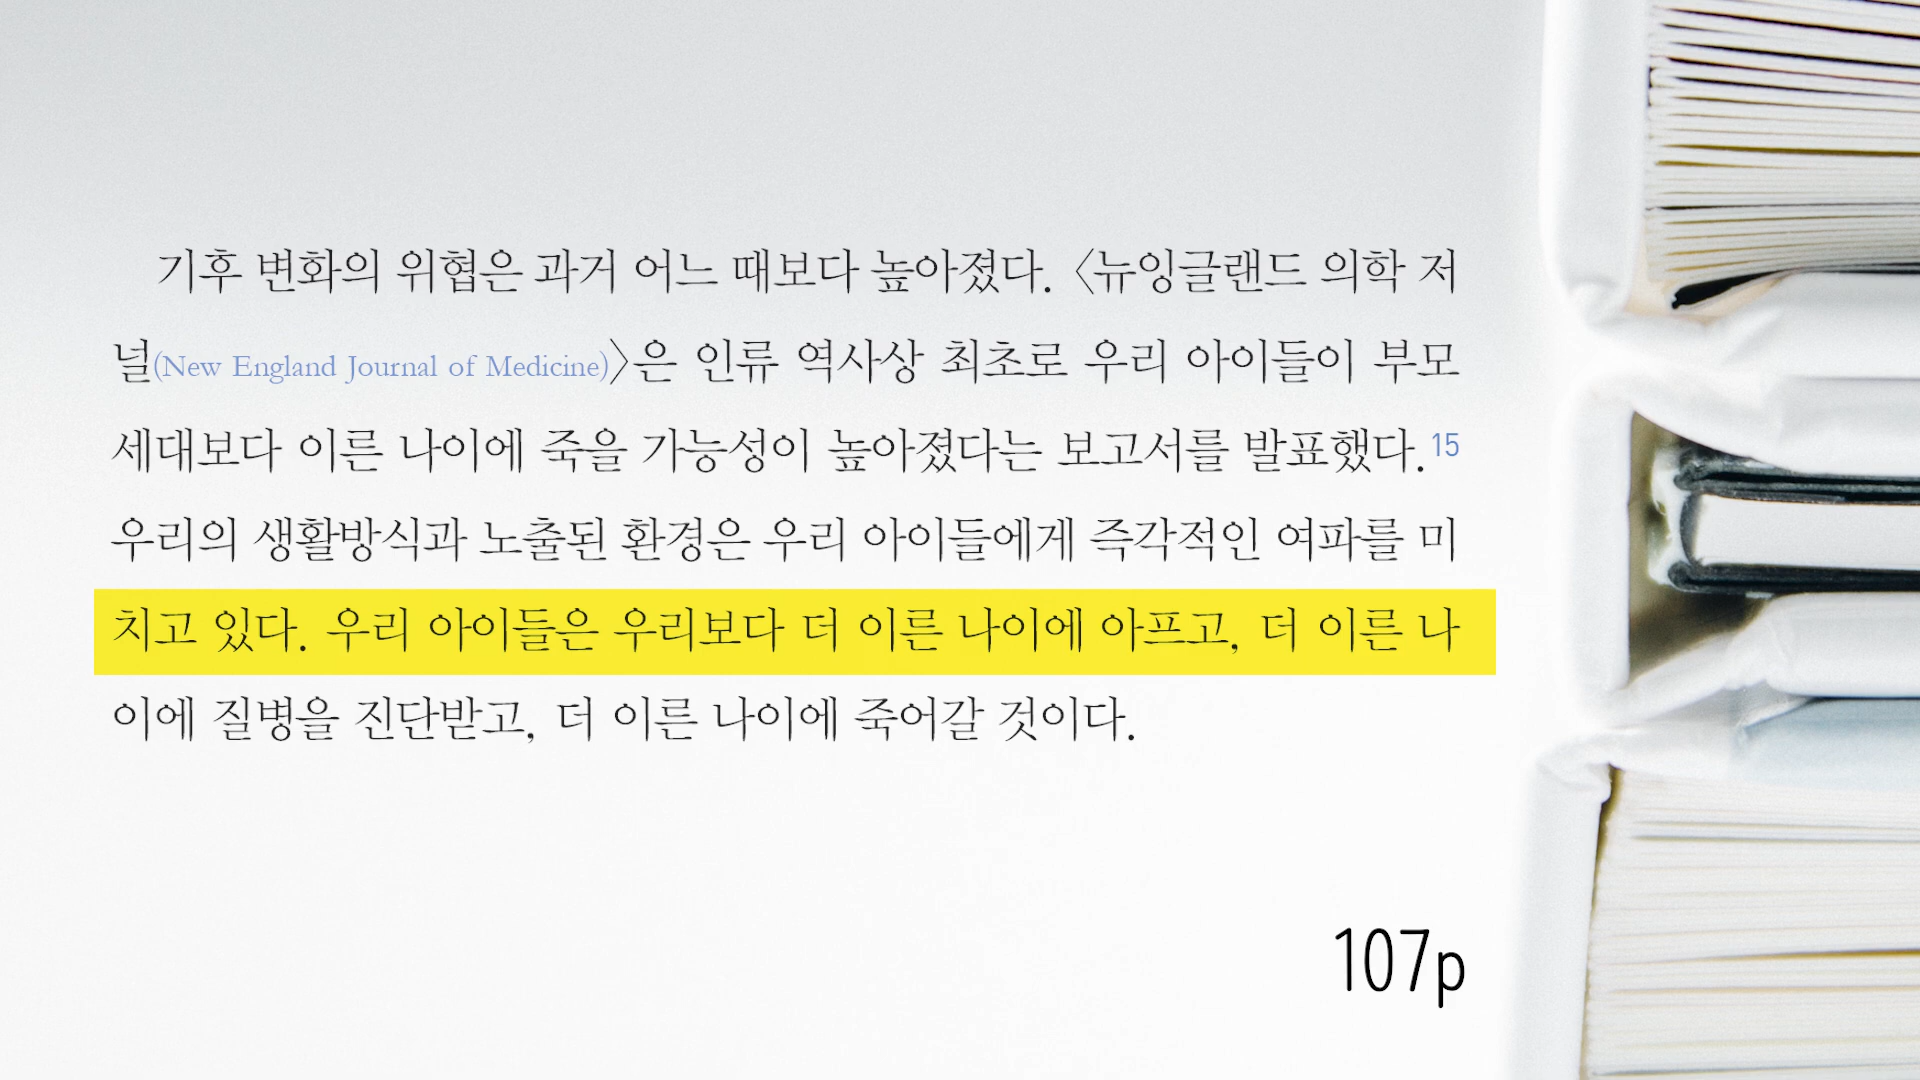 기후 변화의 위협은 과거 어느 때보다 높아졌다. 〈뉴잉글랜드 의학 저
널(New England Journal of Medicine)〉은 인류 역사상 최초로 우리 아이들이 부모
세대보다 이른 나이에 죽을 가능성이 높아졌다는 보고서를 발표했다.15
우리의 생활방식과 노출된 환경은 우리 아이들에게 즉각적인 여파를 미
치고 있다. 우리 아이들은 우리보다 더 이른 나이에 아프고, 더 이른 나
이에 질병을 진단받고, 더 이른 나이에 죽어갈 것이다.
107p